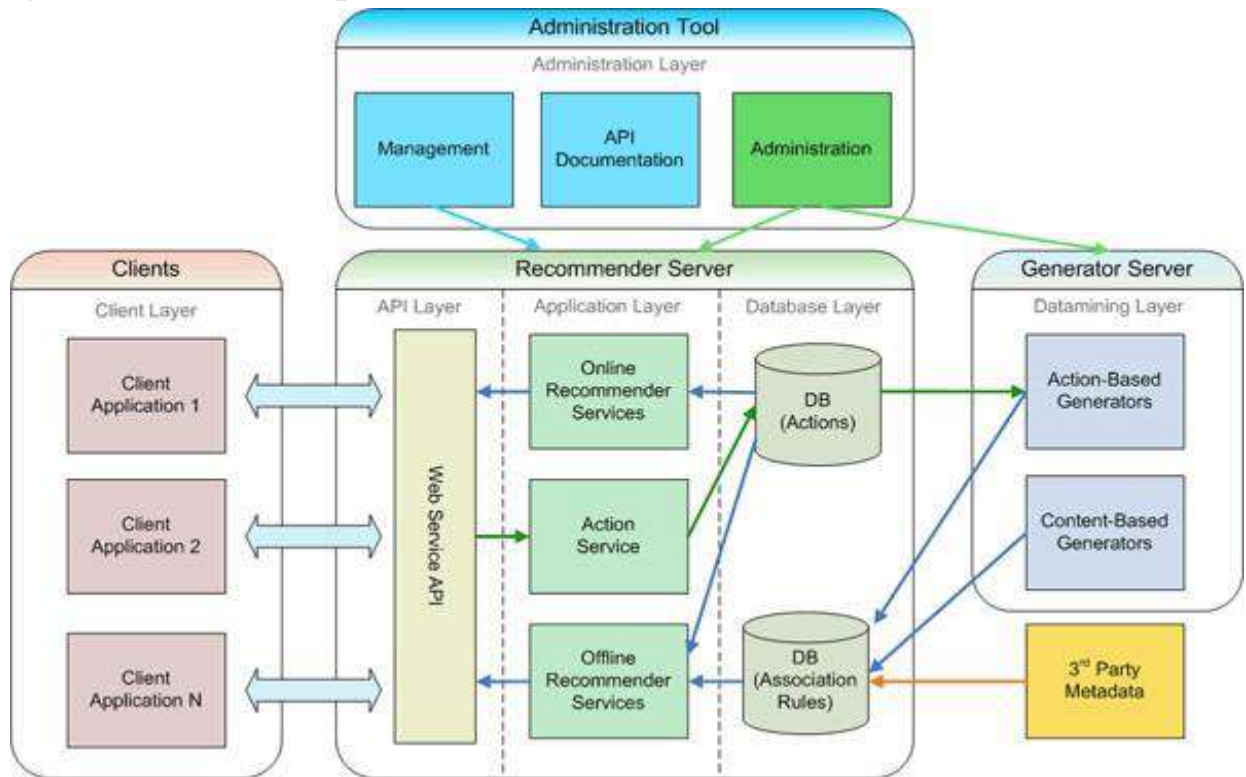 Administration Tool
Administration Layer
Management
API
Documentation
Administration
Clients
Client Layer
Client
Application 1
Client
Application 2
Client
Application N
Recommender Server
API Layer
Application Layer
Database Layer
Web Service API
Online
Recommender
Services
Action
Service
Offline
Recommender
Services
DB
(Actions)
DB
(Association
Rules)
Generator Server
Datamining Layer
Action-Based
Generators
Content-Based
Generators
3rd Party
Metadata